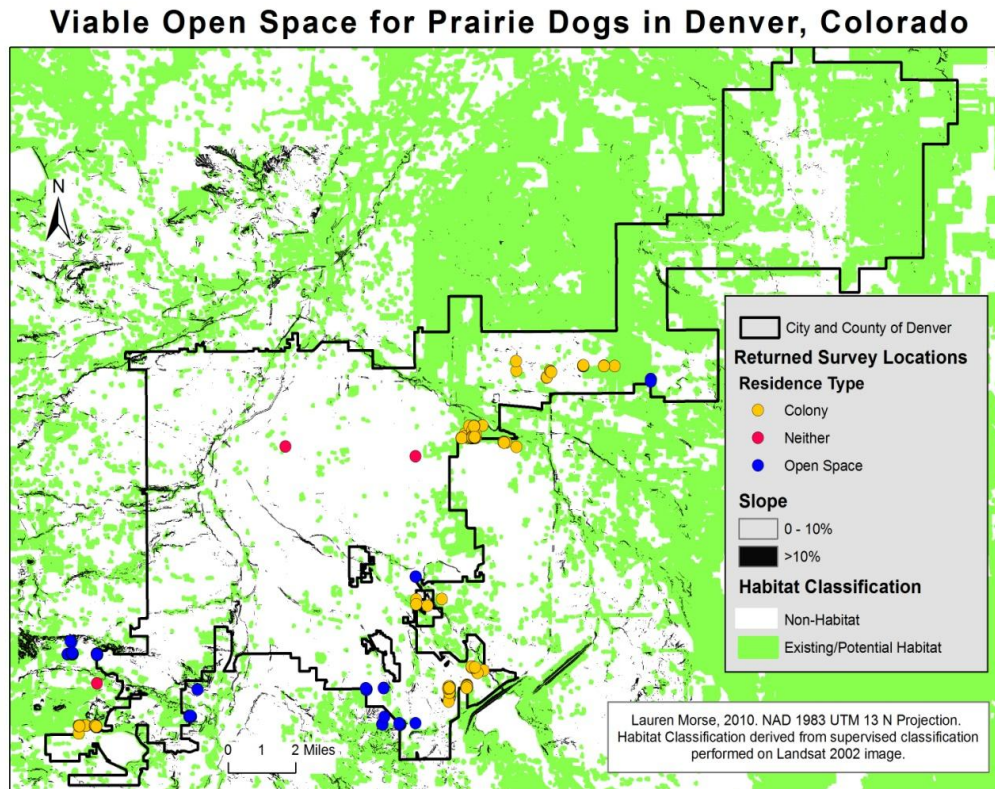 Viable Open Space for Prairie Dogs in Denver, Colorado
N
City and County of Denver
Returned Survey Locations
Residence Type
Colony
Neither
Open Space
Slope
0 - 10%
>10%
Habitat Classification
Non-Habitat
Existing/Potential Habitat
0 1 2 Miles
Lauren Morse, 2010. NAD 1983 UTM 13 N Projection.
Habitat Classification derived from supervised classification
performed on Landsat 2002 image.